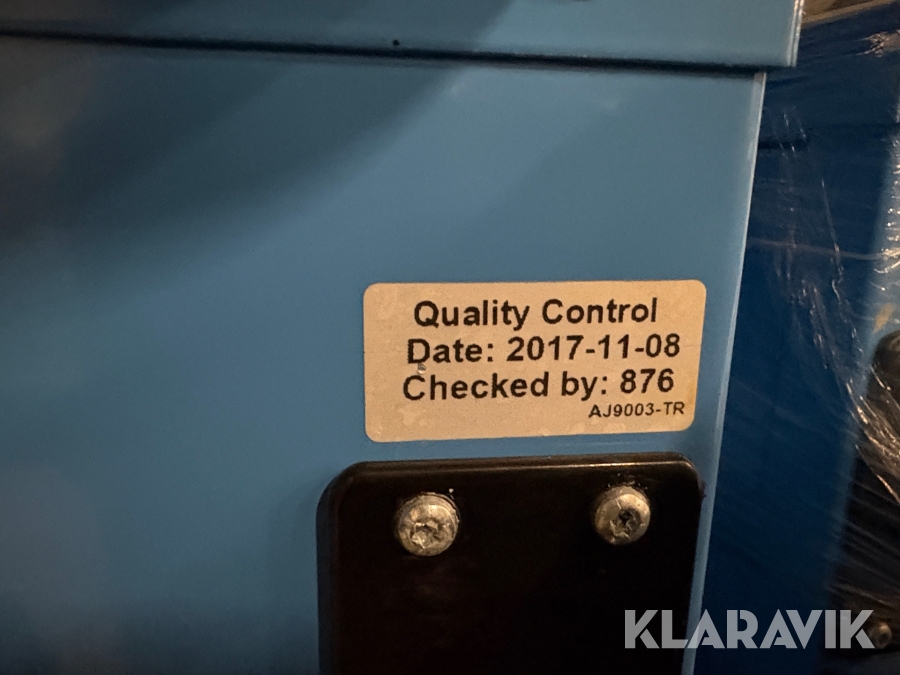 Quality Control
Date: 2017-11-08
Checked by: 876
AJ9003-TR
KLARAVIK